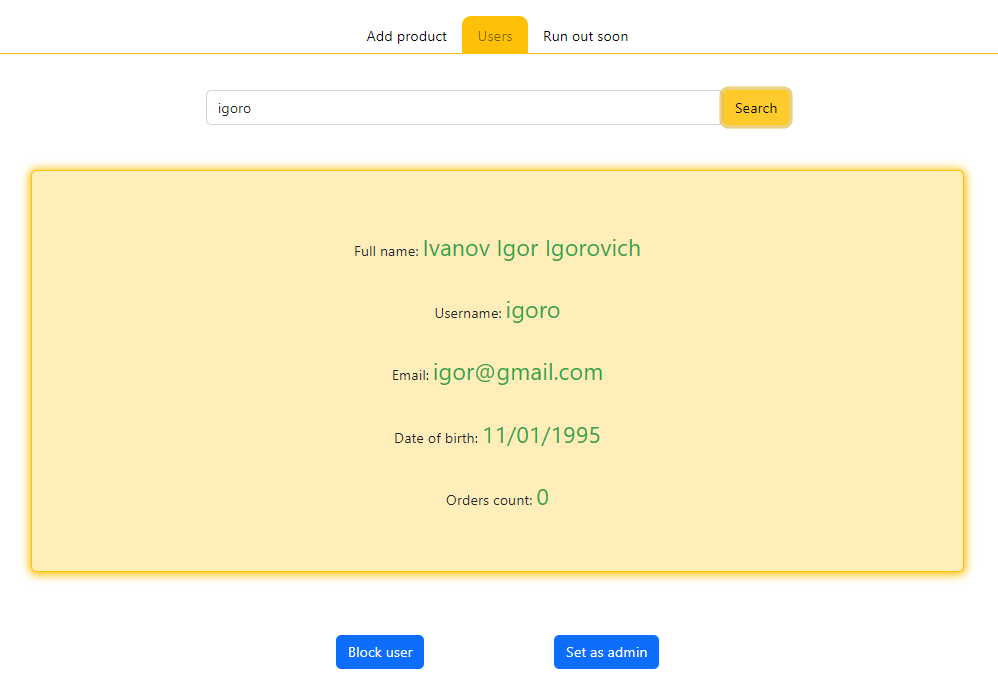 Add product Users Run out soon
igoro Search
Full name: Ivanov Igor Igorovich
Username: igoro
Email: igor@gmail.com
Date of birth: 11/01/1995
Orders count: 0
Block user Set as admin